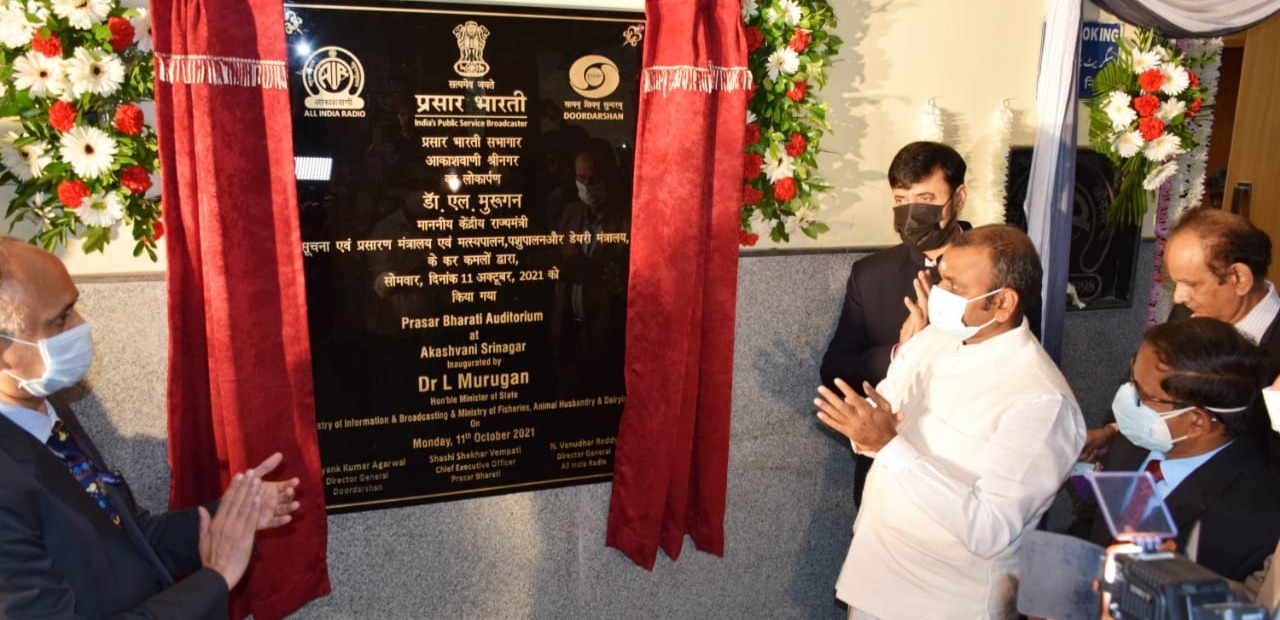 आकाशवाणी
ALL INDIA RADIO
सत्यमेव जयते
प्रसार भारती
India's Public Service Broadcaster
सत्यम् शिवम् सुन्दरम्
DOORDARSHAN
प्रसार भारती सभागार
आकाशवाणी श्रीनगर
लोकार्पण
डॉ. एल. मुरूगन
माननीय केंद्रीय राज्यमंत्री
सूचना एवं प्रसारण मंत्रालय एवं मत्स्यपालन,पशुपालनऔर डेयरी मंत्रालय,
के कर कमलों द्वारा,
सोमवार, दिनांक 11 अक्टूबर, 2021 को
किया गया
Prasar Bharati Auditorium
at
Akashvani Srinagar
Inaugurated by
Dr L Murugan
Hon'ble Minister of State
of Information & Broadcasting & Ministry of Fisheries, Animal Husbandry &
On
Monday, 11th October 2021
Kumar Agarwal
Director General
Doordarshan
Shashi Shekhar Vempati
Chief Executive Officer
Prasar Bharati
N. Venudhar Reddy
Director General
All India Radio
OKING